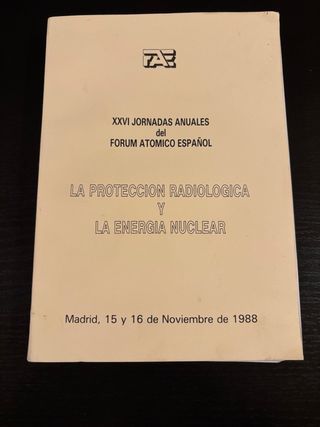 FAE
XXVI JORNADAS ANUALES
del
FORUM ATOMICO ESPAÑOL
LA PROTECCION RADIOLOGICA
Y
LA ENERGIA NUCLEAR
Madrid, 15 y 16 de Noviembre de 1988